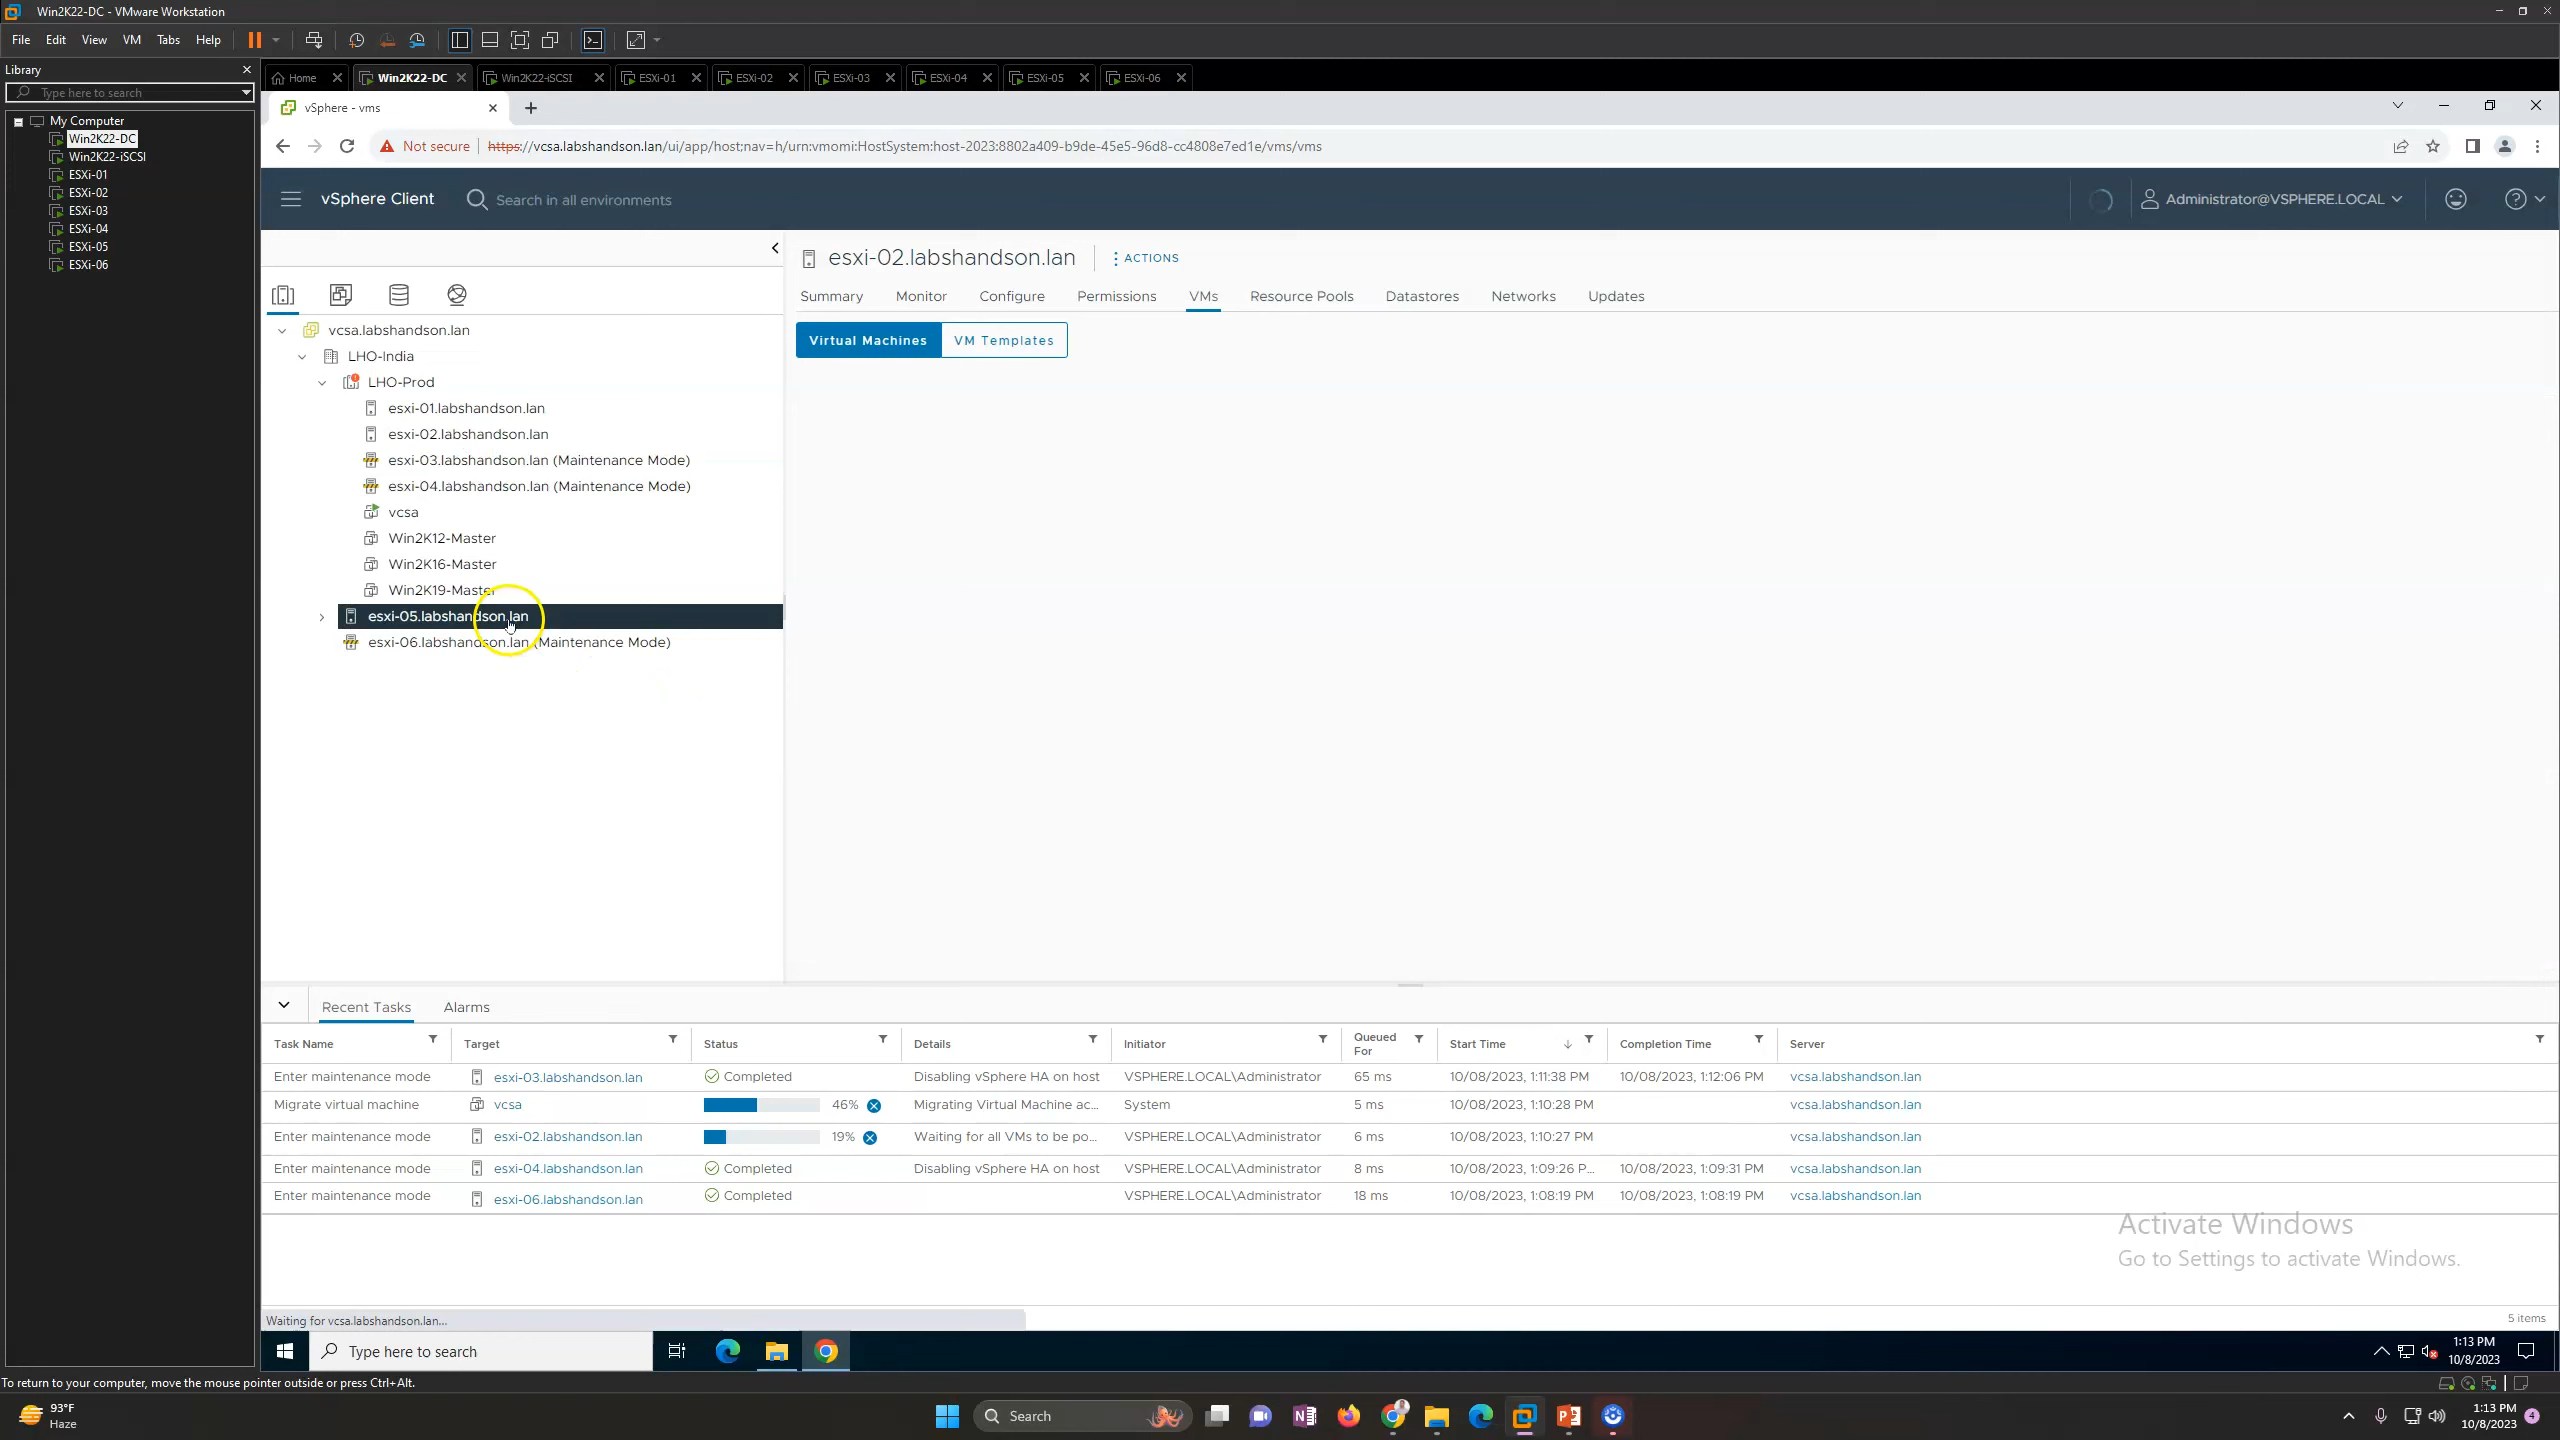 Win2K22-DC - VMware Workstation
File Edit View VM Tabs Help
Library
Type here to search
My Computer
Win2K22-DC
Win2K22-iSCSI
ESXi-01
ESXi-02
ESXi-03
ESXi-04
ESXi-05
ESXi-06
Home Win2K22-DC Win2K22-iSCSI ESXi-01 ESXi-02 ESXi-03 ESXi-04 ESXi-05 ESXi-06
vSphere - vms
Not secure https://vcsa.labshandson.lan/ui/app/host;nav=h/urn:vmomi:HostSystem:host-2023:8802a409-b9de-45e5-96d8-cc4808e7ed1e/vms/vms
vSphere Client Search in all environments Administrator@VSPHERE.LOCAL
vcsa.labshandson.lan
LHO-India
LHO-Prod
esxi-01.labshandson.lan
esxi-02.labshandson.lan
esxi-03.labshandson.lan (Maintenance Mode)
esxi-04.labshandson.lan (Maintenance Mode)
vcsa
Win2K12-Master
Win2K16-Master
Win2K19-Master
esxi-05.labshandson.lan
esxi-06.labshandson.lan (Maintenance Mode)
esxi-02.labshandson.lan ACTIONS
Summary Monitor Configure Permissions VMs Resource Pools Datastores Networks Updates
Virtual Machines VM Templates
Recent Tasks Alarms
Task Name Target Status Details Initiator Queued For Start Time Completion Time Server
Enter maintenance mode esxi-03.labshandson.lan Completed Disabling vSphere HA on host VSPHERE.LOCAL\Administrator 65 ms 10/08/2023, 1:11:38 PM 10/08/2023, 1:12:06 PM vcsa.labshandson.lan
Migrate virtual machine vcsa 46% Migrating Virtual Machine ac... System 5 ms 10/08/2023, 1:10:28 PM vcsa.labshandson.lan
Enter maintenance mode esxi-02.labshandson.lan 19% Waiting for all VMs to be po... VSPHERE.LOCAL\Administrator 6 ms 10/08/2023, 1:10:27 PM vcsa.labshandson.lan
Enter maintenance mode esxi-04.labshandson.lan Completed Disabling vSphere HA on host VSPHERE.LOCAL\Administrator 8 ms 10/08/2023, 1:09:26 P... 10/08/2023, 1:09:31 PM vcsa.labshandson.lan
Enter maintenance mode esxi-06.labshandson.lan Completed VSPHERE.LOCAL\Administrator 18 ms 10/08/2023, 1:08:19 PM 10/08/2023, 1:08:19 PM vcsa.labshandson.lan
Activate Windows
Go to Settings to activate Windows.
Waiting for vcsa.labshandson.lan...
5 items
Type here to search
1:13 PM
10/8/2023
To return to your computer, move the mouse pointer outside or press Ctrl+Alt.
93°F
Haze
Search
1:13 PM
10/8/2023
4